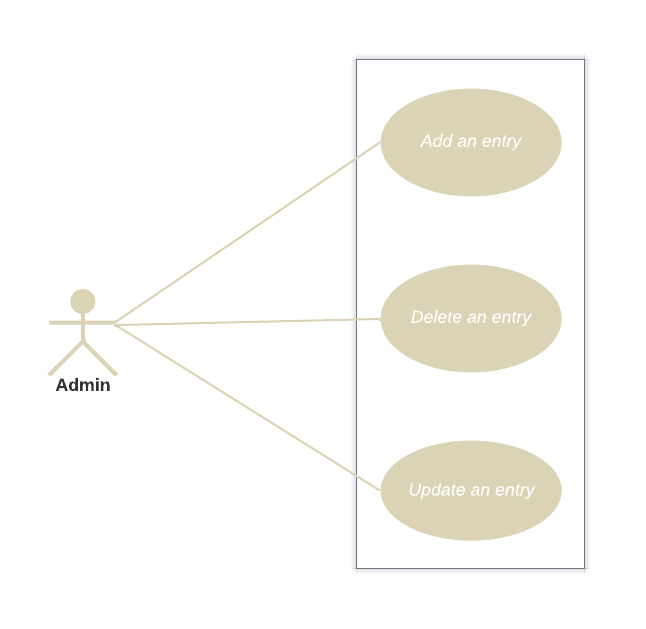 Add an entry
Delete an entry
Admin
Update an entry